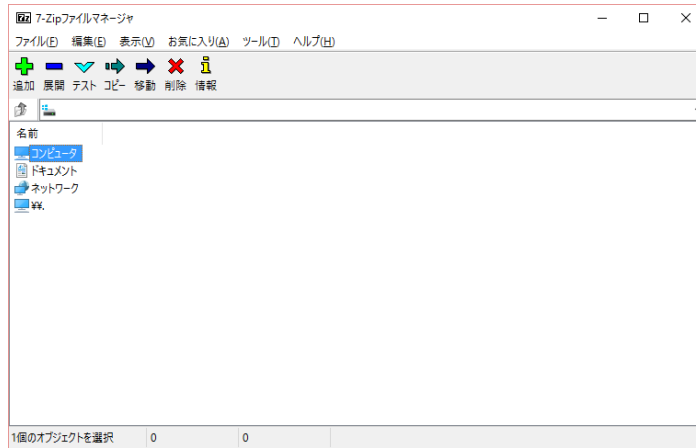 7z 7-Zipファイルマネージャ
ファイル(F) 編集(E) 表示(V) お気に入り(A) ツール(T) ヘルプ(H)
追加 展開 テスト コピー 移動 削除 情報
名前
コンピュータ
ドキュメント
ネットワーク
¥¥.
1個のオブジェクトを選択 0 0